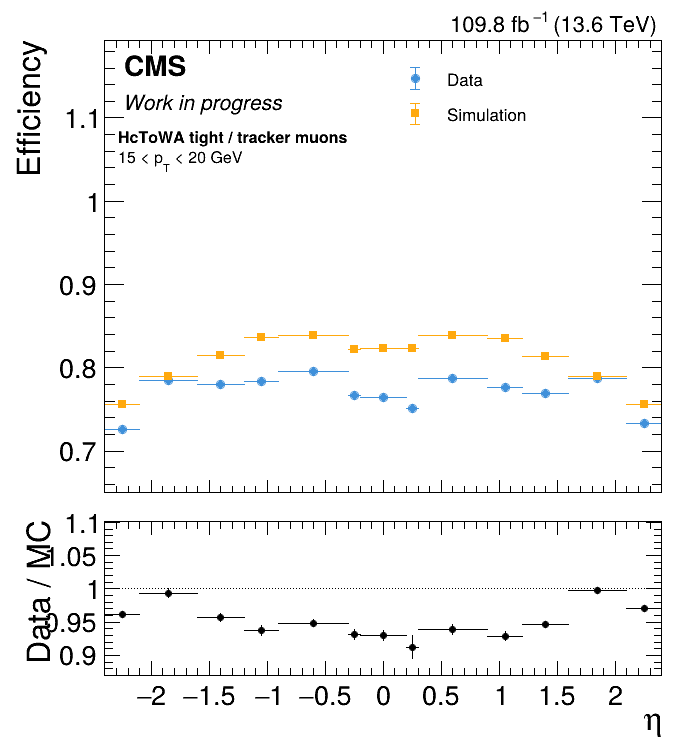 109.8 fb⁻¹ (13.6 TeV)
Efficiency
CMS
Work in progress
HcToWA tight / tracker muons
15 < p_T < 20 GeV
Data
Simulation
1.1
1
0.9
0.8
0.7
Data / MC
1.1
1.05
1
0.95
0.9
−2 −1.5 −1 −0.5 0 0.5 1 1.5 2
η